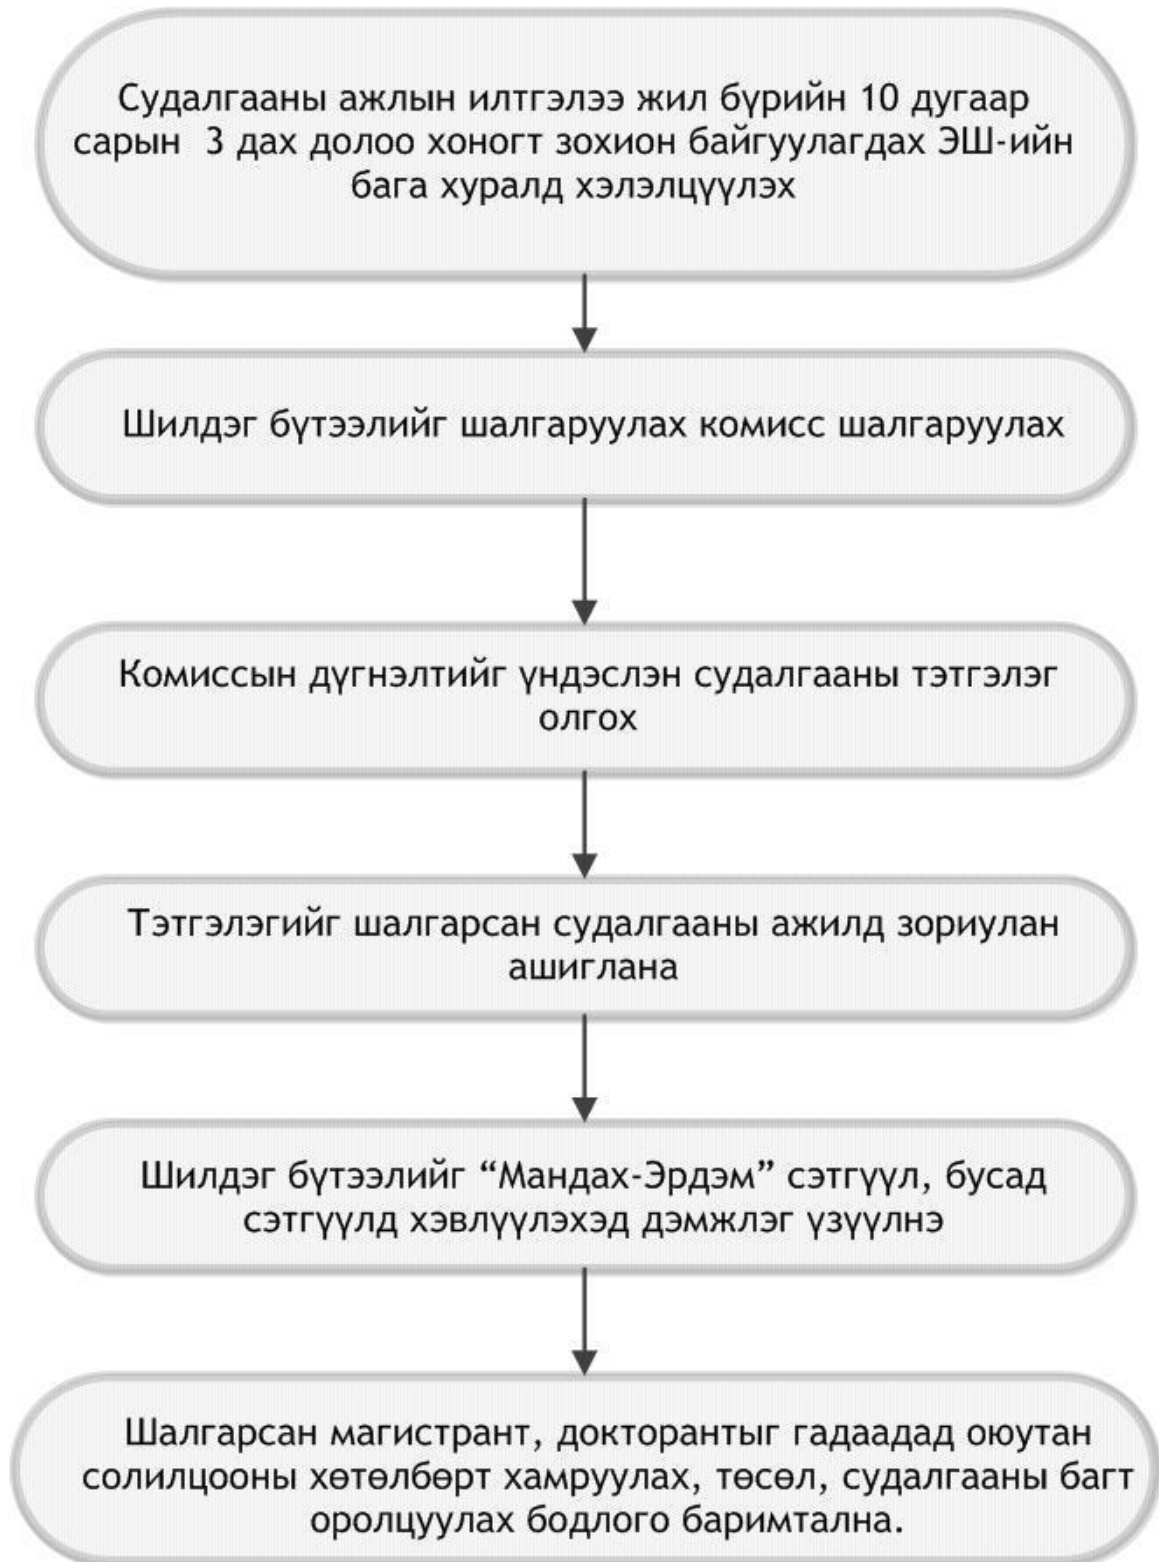 Судалгааны ажлын илтгэлээ жил бүрийн 10 дугаар
сарын 3 дах долоо хоногт зохион байгуулагдах ЭШ-ийн
бага хуралд хэлэлцүүлэх
Шилдэг бүтээлийг шалгаруулах комисс шалгаруулах
Комиссын дүгнэлтийг үндэслэн судалгааны тэтгэлэг
олгох
Тэтгэлэгийг шалгарсан судалгааны ажилд зориулан
ашиглана
Шилдэг бүтээлийг “Мандах-Эрдэм” сэтгүүл, бусад
сэтгүүлд хэвлүүлэхэд дэмжлэг үзүүлнэ
Шалгарсан магистрант, докторантыг гадаадад оюутан
солилцооны хөтөлбөрт хамруулах, төсөл, судалгааны багт
оролцуулах бодлого баримтална.